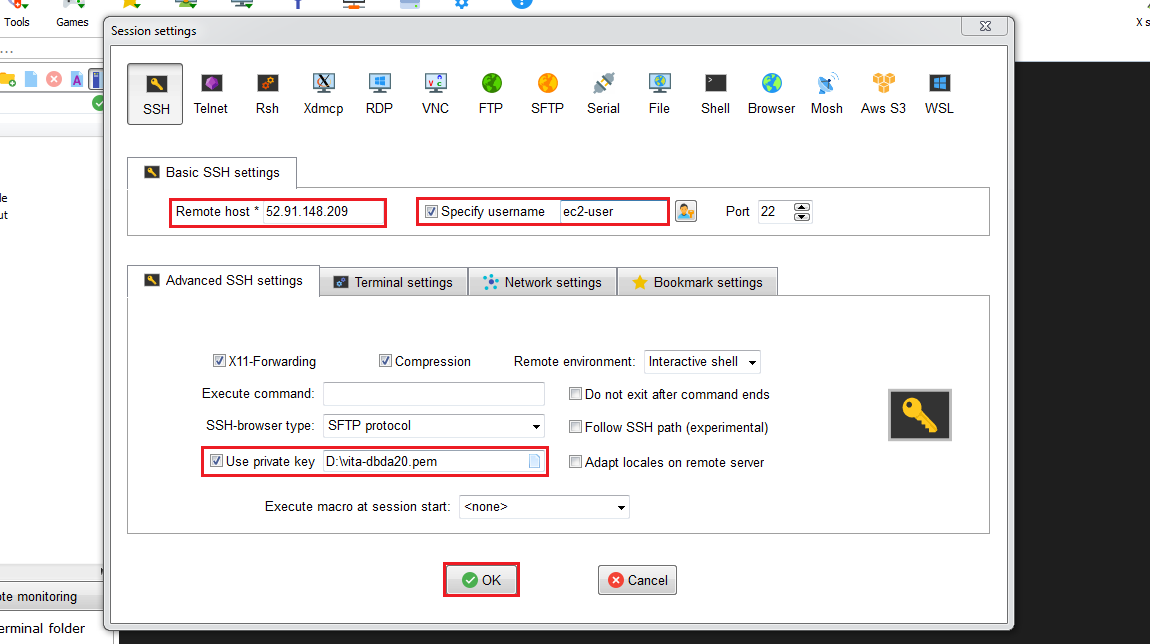 Tools Games X s
Session settings
SSH Telnet Rsh Xdmcp RDP VNC FTP SFTP Serial File Shell Browser Mosh Aws S3 WSL
Basic SSH settings
Remote host * 52.91.148.209 Specify username ec2-user Port 22
Advanced SSH settings Terminal settings Network settings Bookmark settings
X11-Forwarding Compression Remote environment: Interactive shell
Execute command: Do not exit after command ends
SSH-browser type: SFTP protocol Follow SSH path (experimental)
Use private key D:\vita-dbda20.pem Adapt locales on remote server
Execute macro at session start: <none>
OK Cancel
ote monitoring
erminal folder